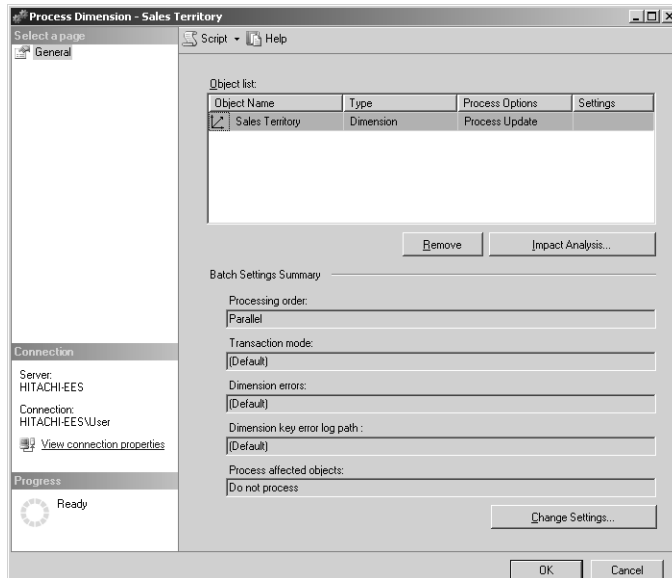 Process Dimension - Sales Territory
Select a page
General
Script Help
Object list:
Object Name Type Process Options Settings
Sales Territory Dimension Process Update
Remove Impact Analysis...
Batch Settings Summary
Processing order:
Parallel
Transaction mode:
(Default)
Dimension errors:
(Default)
Dimension key error log path :
(Default)
Process affected objects:
Do not process
Change Settings...
Connection
Server:
HITACHI-EES
Connection:
HITACHI-EES\User
View connection properties
Progress
Ready
OK Cancel